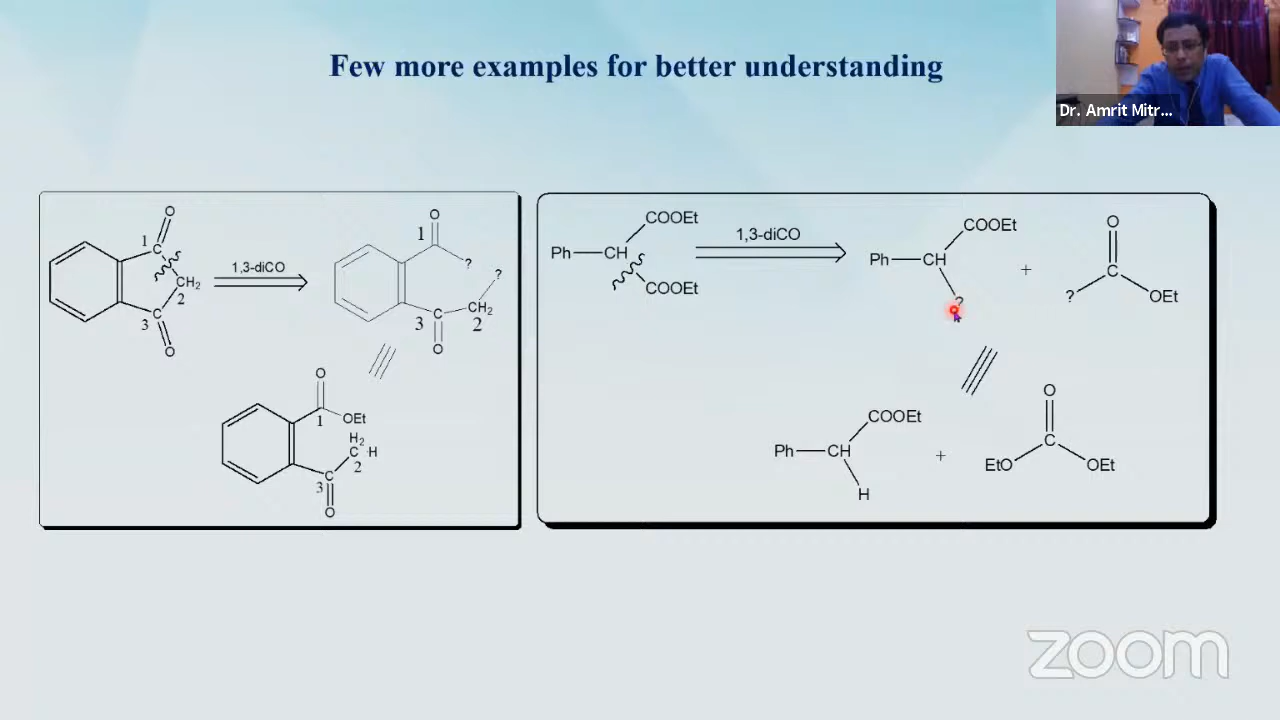 Few more examples for better understanding
Dr. Amrit Mitr...
O
1
C
CH2
2
3
C
O
1,3-diCO
O
1
C
?
?
3
C
CH2
2
O
O
C
1
OEt
H2
C
H
2
C
3
O
Ph
CH
COOEt
COOEt
1,3-diCO
Ph
CH
COOEt
?
+
O
C
?
OEt
Ph
CH
COOEt
H
+
O
C
EtO
OEt
zoom